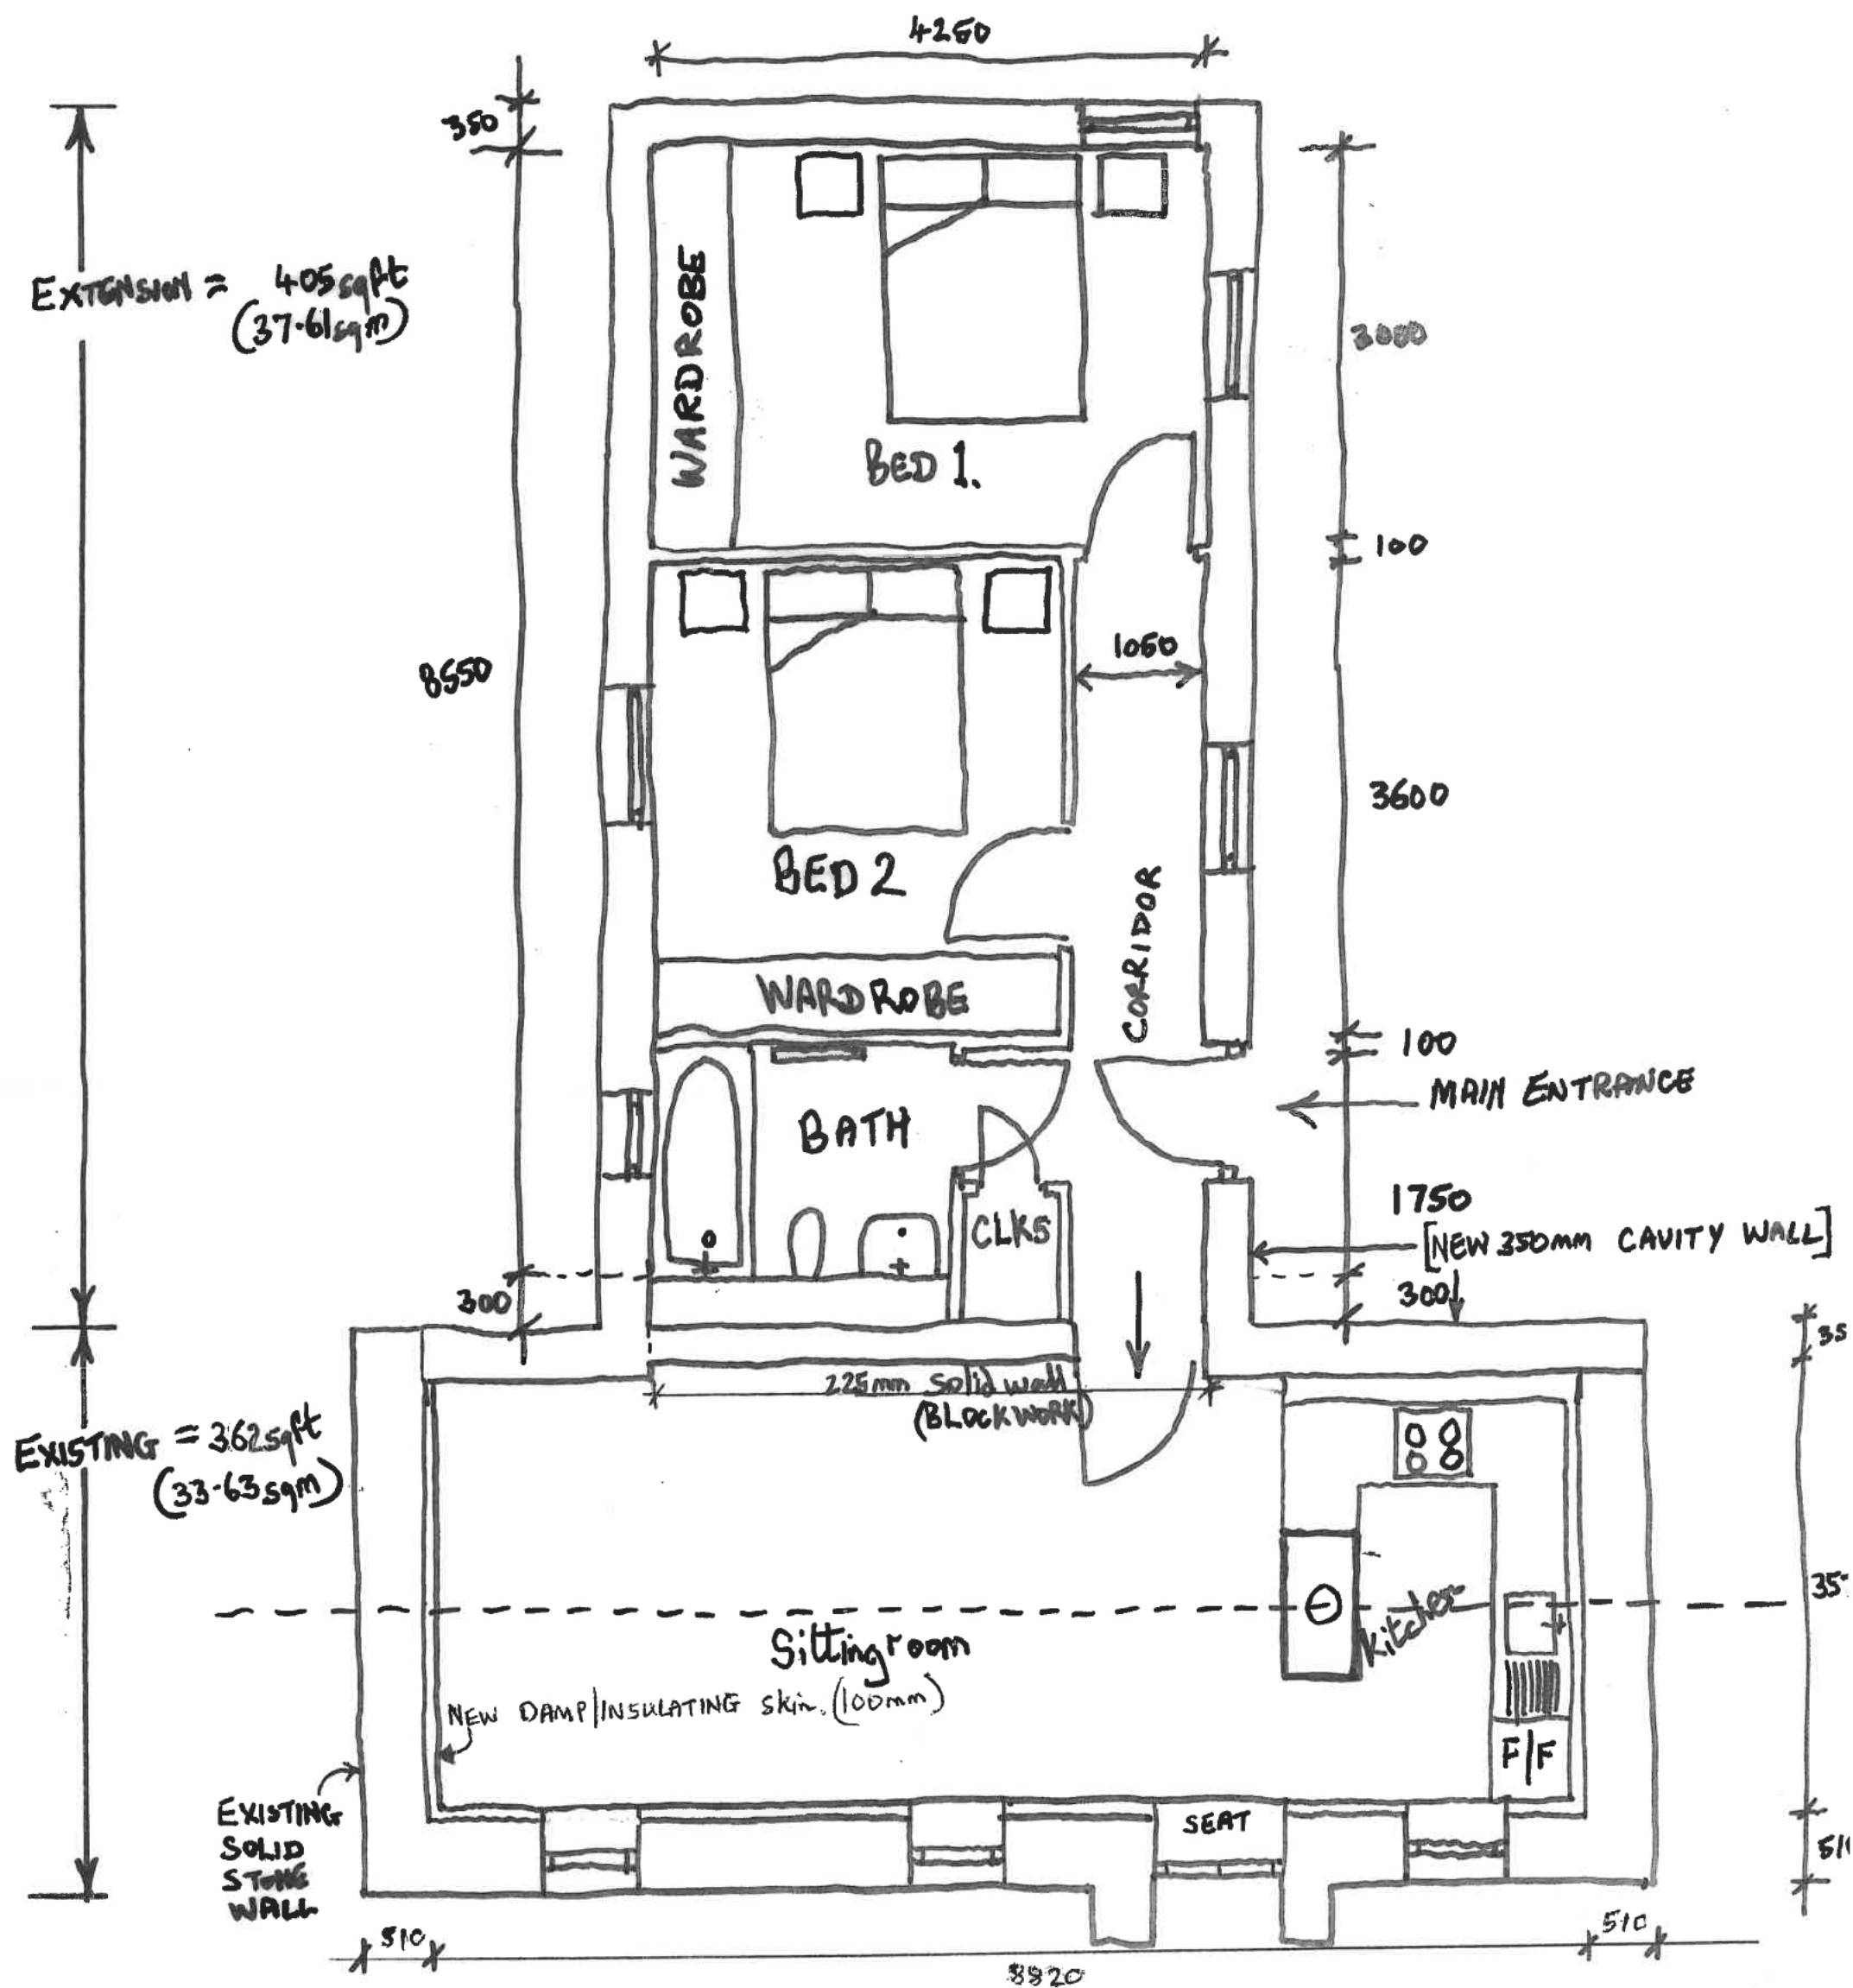 4250
350
EXTENSION = 405 sqft
(37.61 sqm)
WARDROBE
3000
BED 1.
100
8550
1050
3600
BED 2
CORRIDOR
WARDROBE
100
MAIN ENTRANCE
BATH
1750
CLKS
[NEW 350mm CAVITY WALL]
300
300
35
225mm solid wall
(BLOCKWORK)
EXISTING = 362 sqft
(33.63 sqm)
35
Kitchen
Sittingroom
NEW DAMP/INSULATING skin. (100mm)
F/F
EXISTING
SOLID
STONE
WALL
SEAT
510
510
8820